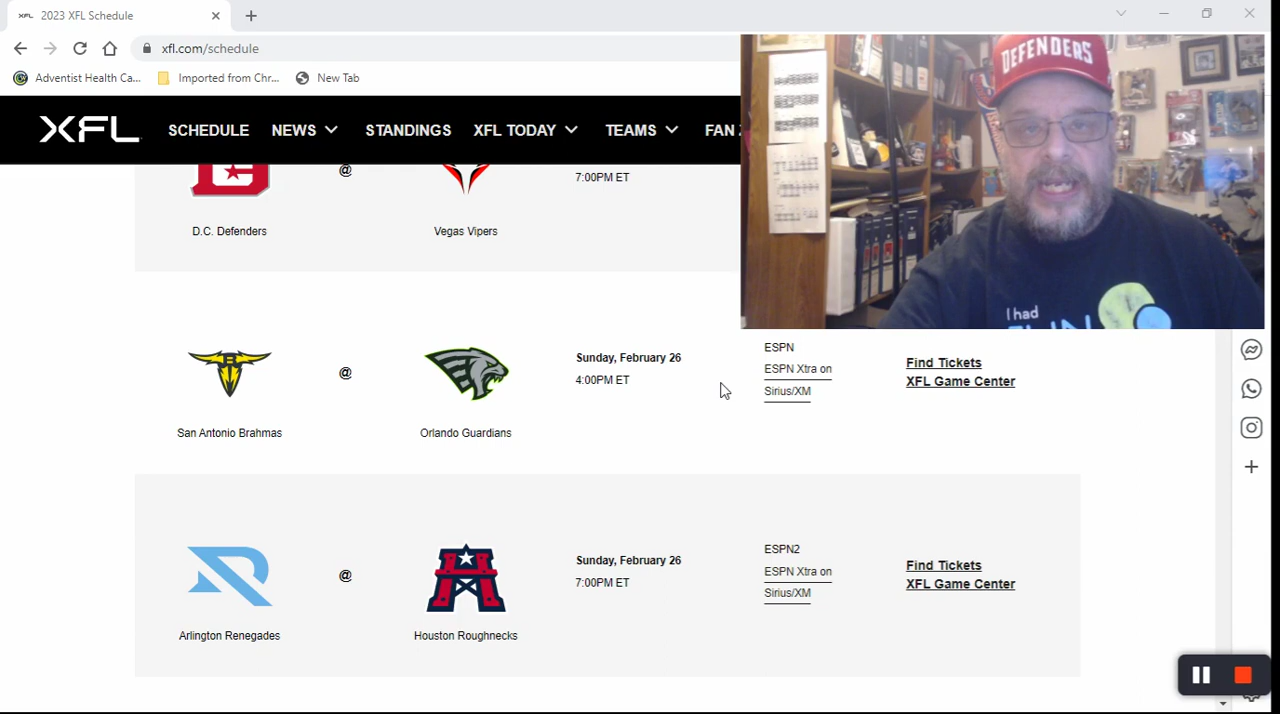 XFL 2023 XFL Schedule
xfl.com/schedule
Adventist Health Ca... Imported from Chr... New Tab
XFL SCHEDULE NEWS STANDINGS XFL TODAY TEAMS FAN
DEFENDERS
@ 7:00PM ET
D.C. Defenders Vegas Vipers
I had
@ Sunday, February 26 ESPN Find Tickets
4:00PM ET ESPN Xtra on XFL Game Center
Sirius/XM
San Antonio Brahmas Orlando Guardians
@ Sunday, February 26 ESPN2 Find Tickets
7:00PM ET ESPN Xtra on XFL Game Center
Sirius/XM
Arlington Renegades Houston Roughnecks